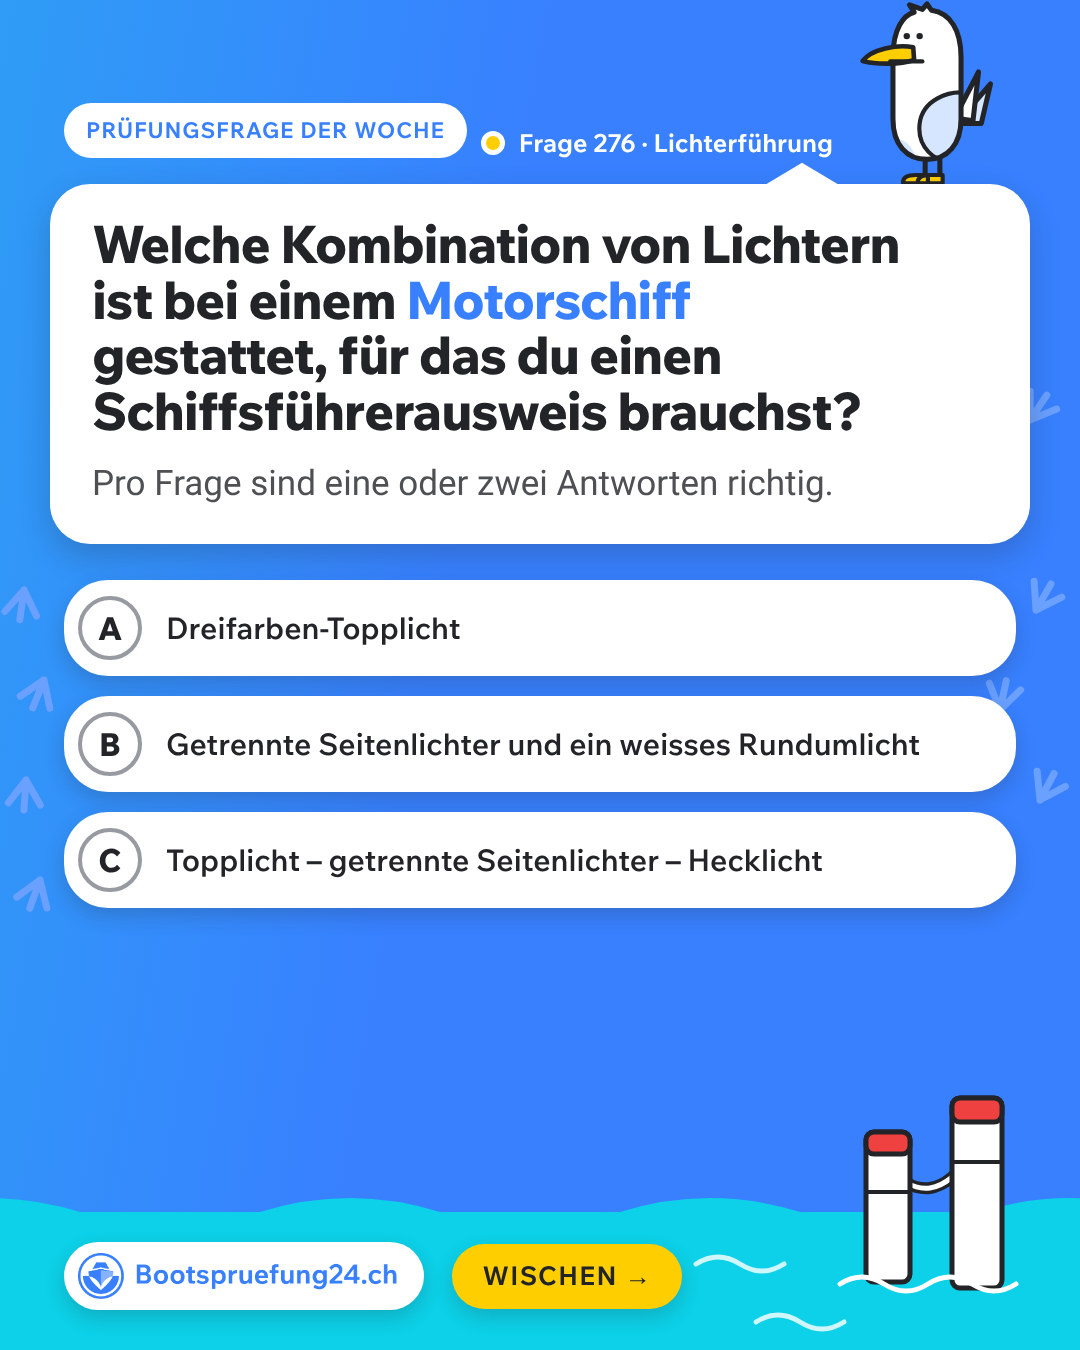 PRÜFUNGSFRAGE DER WOCHE
Frage 276 · Lichterführung
Welche Kombination von Lichtern
ist bei einem Motorschiff
gestattet, für das du einen
Schiffsführerausweis brauchst?
Pro Frage sind eine oder zwei Antworten richtig.
A Dreifarben-Topplicht
B Getrennte Seitenlichter und ein weisses Rundumlicht
C Topplicht – getrennte Seitenlichter – Hecklicht
Bootspruefung24.ch
WISCHEN →